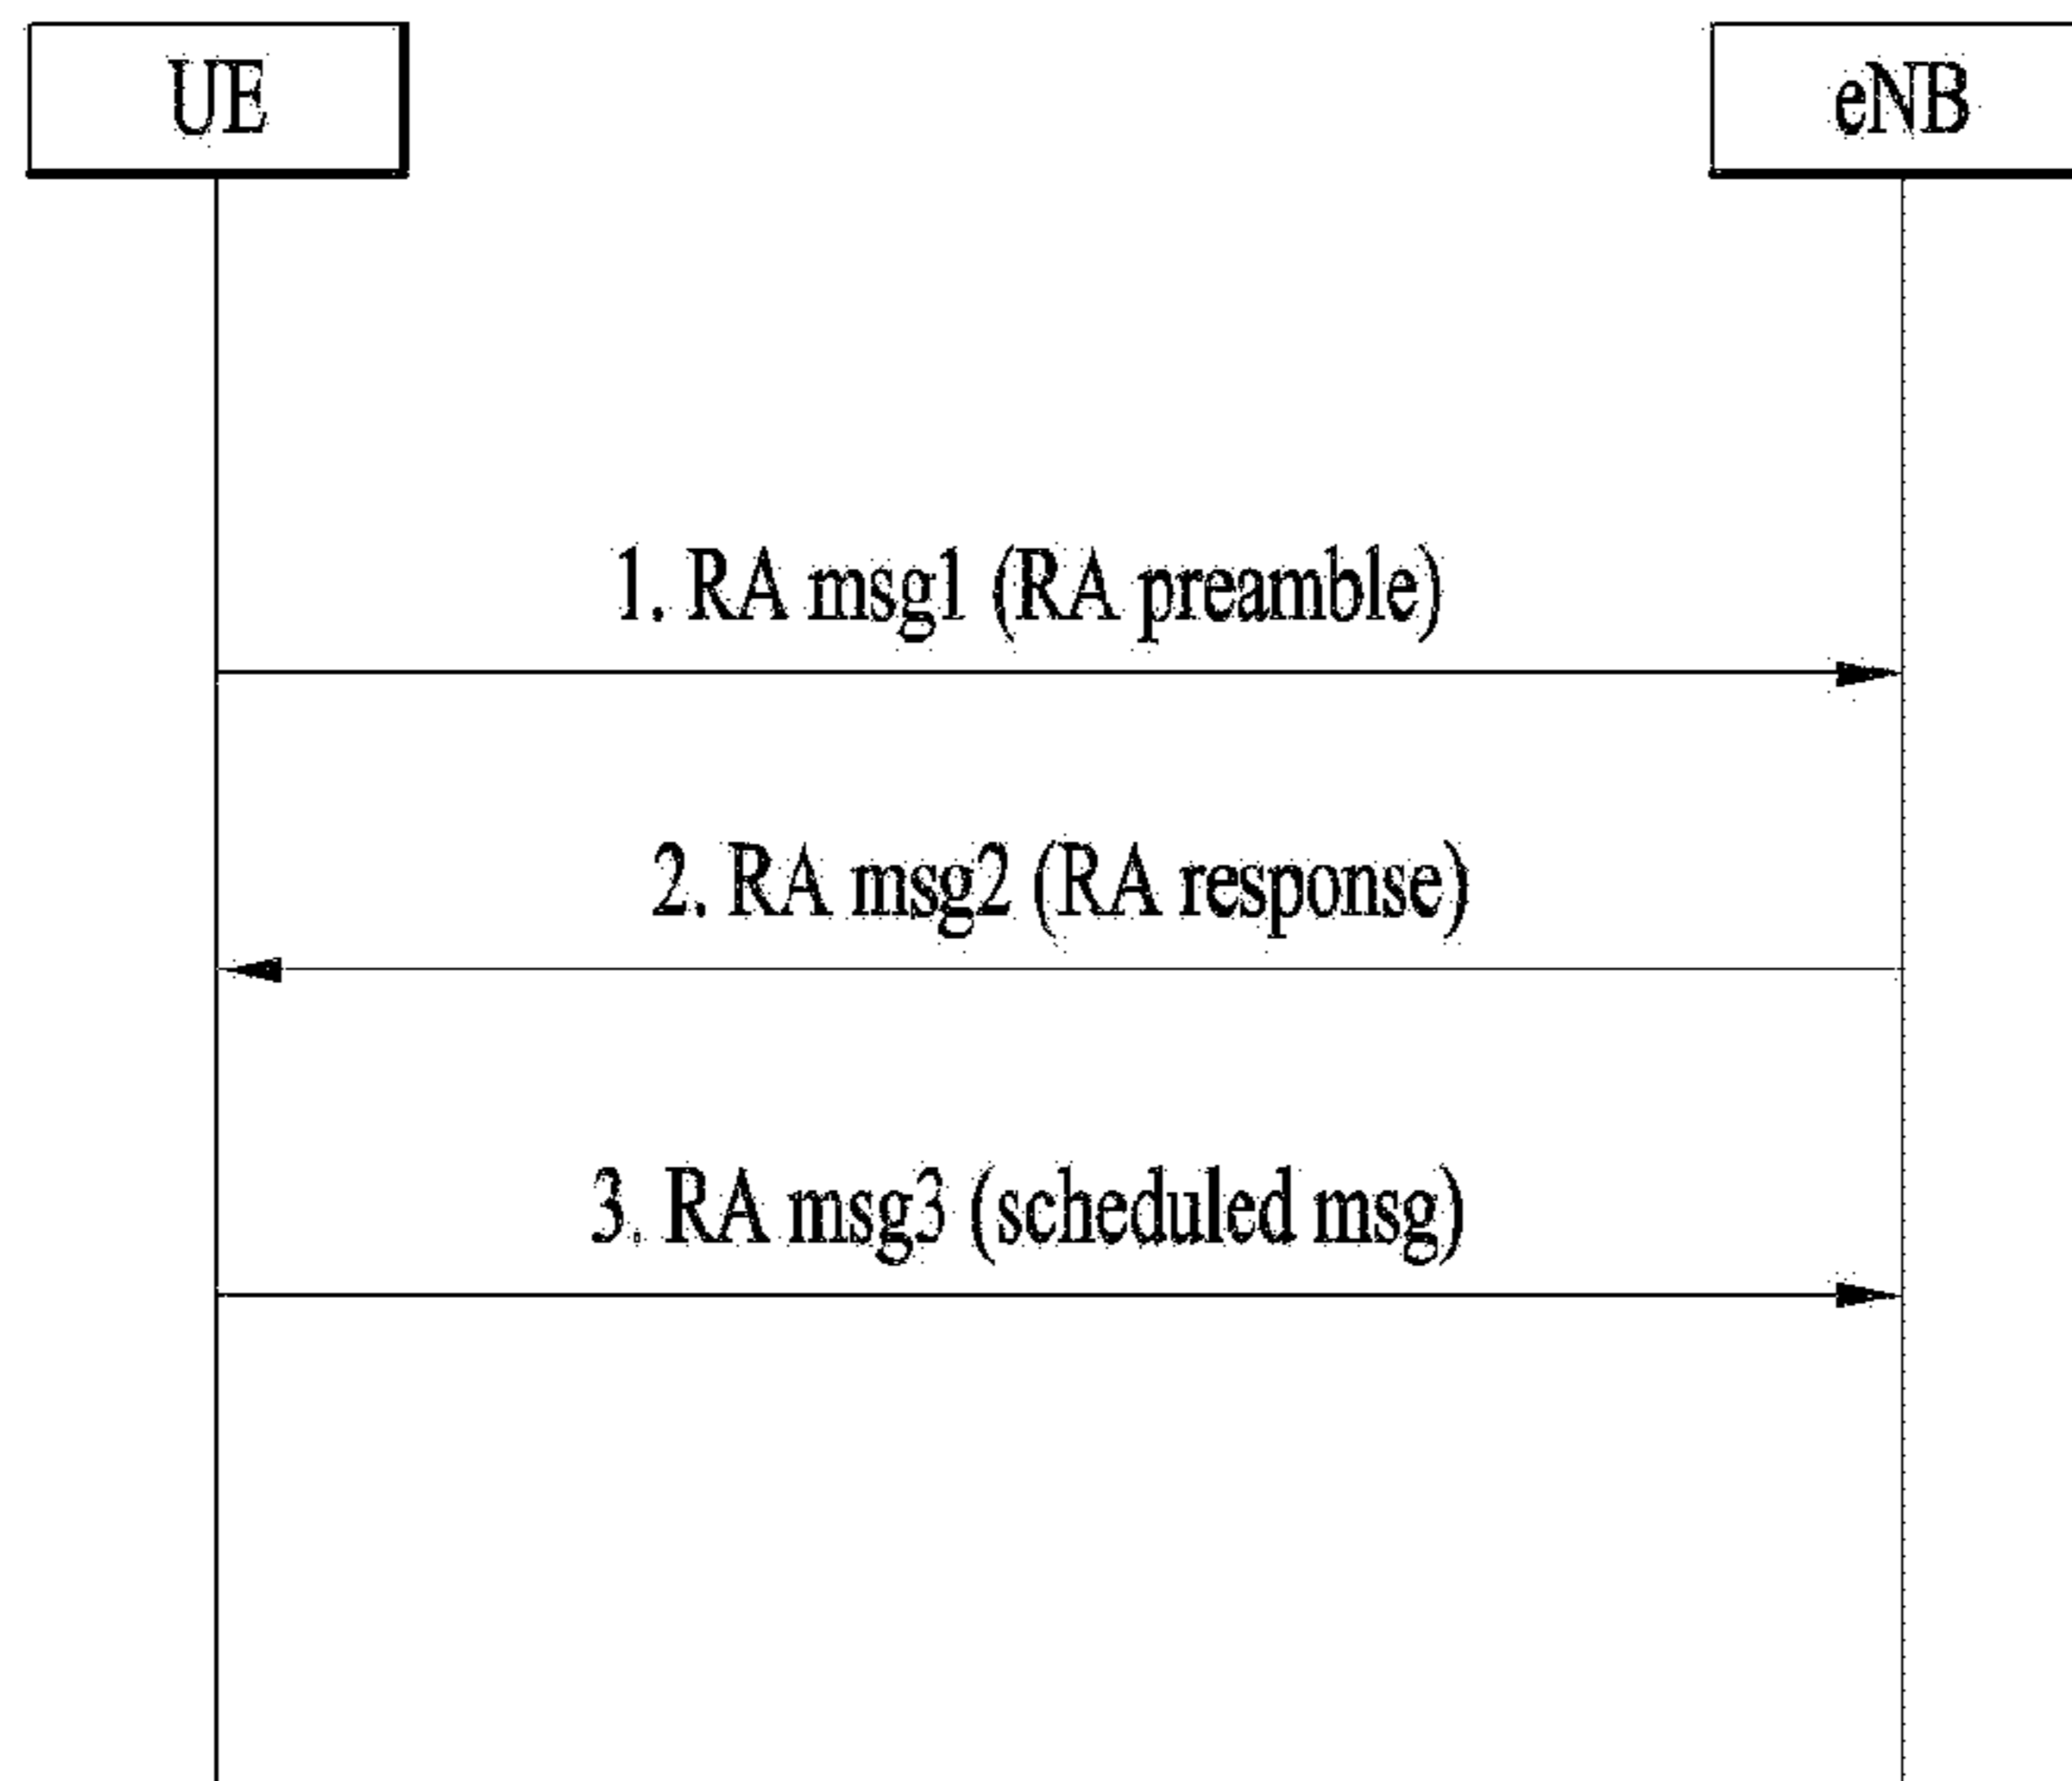 UE
eNB
1. RA msg1 (RA preamble)
2. RA msg2 (RA response)
3. RA msg3 (scheduled msg)